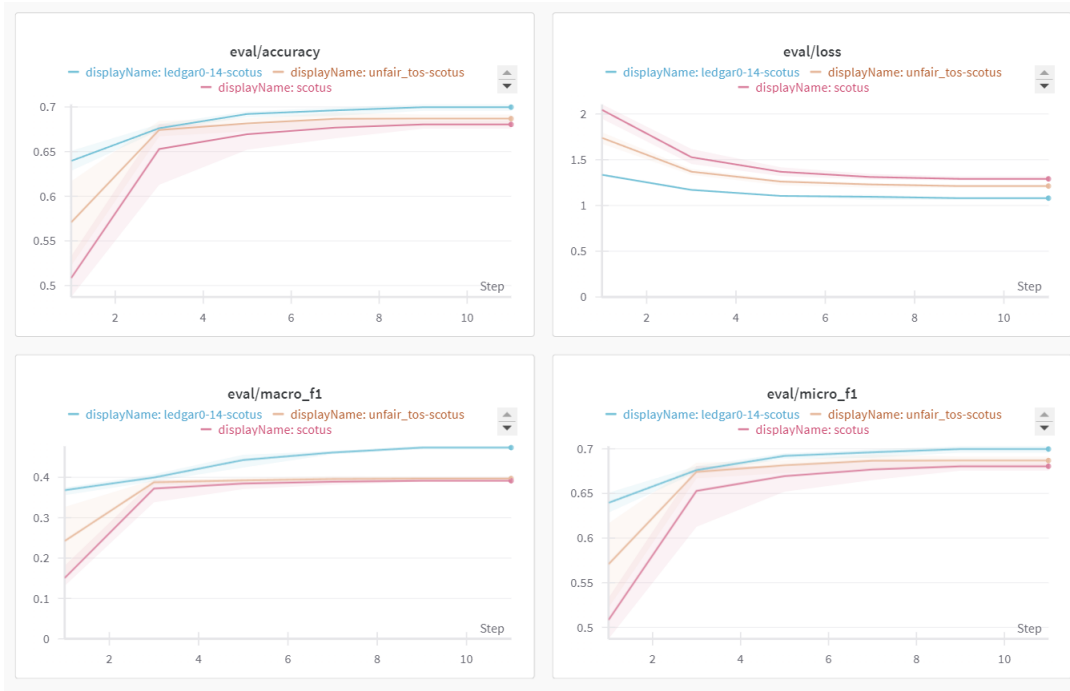 eval/accuracy
displayName: ledgar0-14-scotus displayName: unfair_tos-scotus
displayName: scotus
0.7
0.65
0.6
0.55
0.5
Step
2 4 6 8 10
eval/loss
displayName: ledgar0-14-scotus displayName: unfair_tos-scotus
displayName: scotus
2
1.5
1
0.5
0
Step
2 4 6 8 10
eval/macro_f1
displayName: ledgar0-14-scotus displayName: unfair_tos-scotus
displayName: scotus
0.4
0.3
0.2
0.1
0
Step
2 4 6 8 10
eval/micro_f1
displayName: ledgar0-14-scotus displayName: unfair_tos-scotus
displayName: scotus
0.7
0.65
0.6
0.55
0.5
Step
2 4 6 8 10